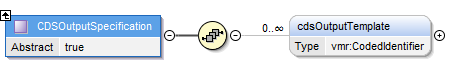 CDSOutputSpecification
Abstract true
0..∞
cdsOutputTemplate
Type vmr:CodedIdentifier